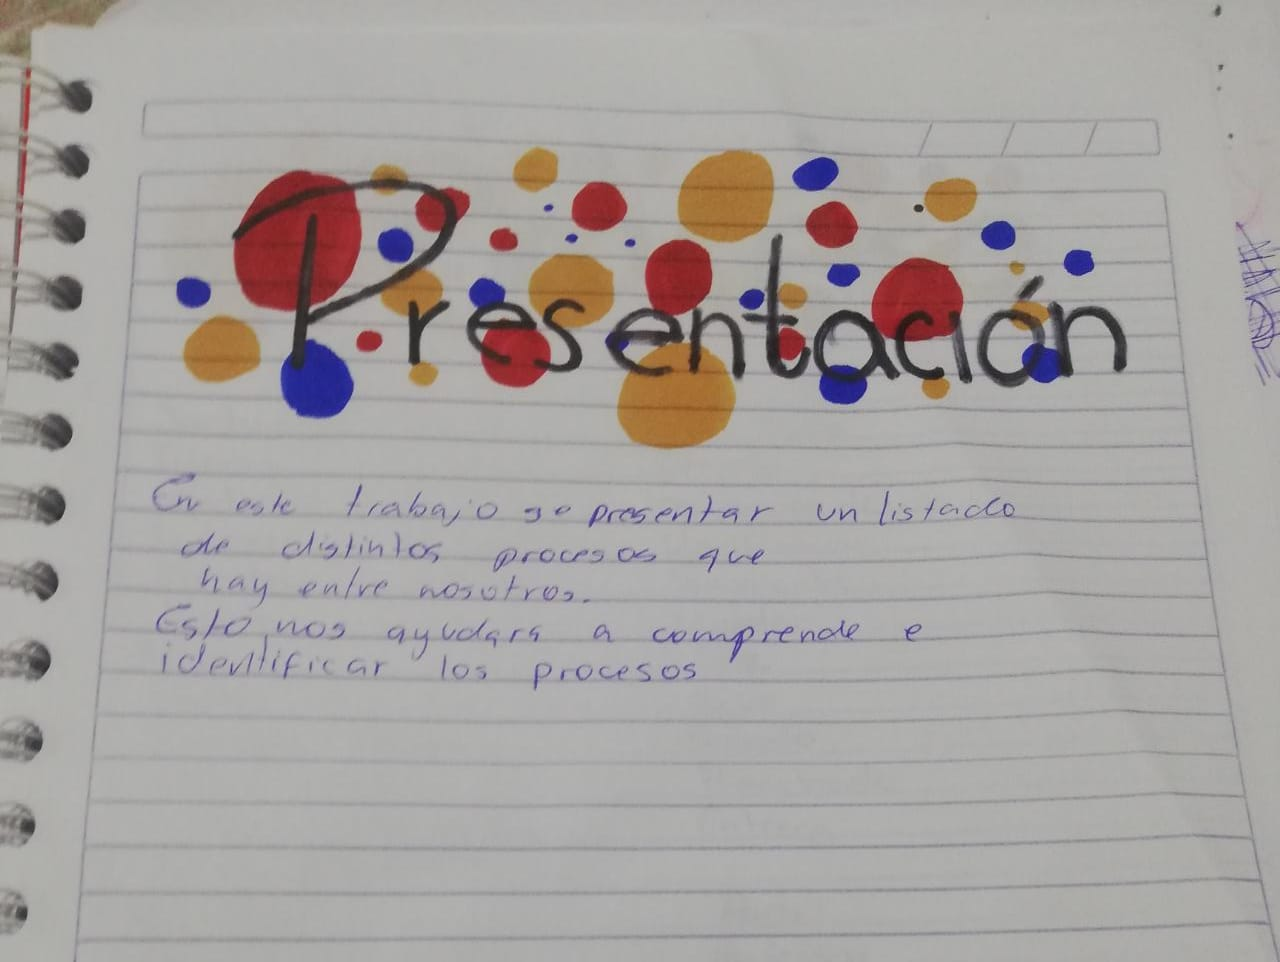 Presentación
En este trabajo se presentar un listado
de distintos procesos que
hay entre nosotros.
Esto nos ayudara a comprende e
identificar los procesos